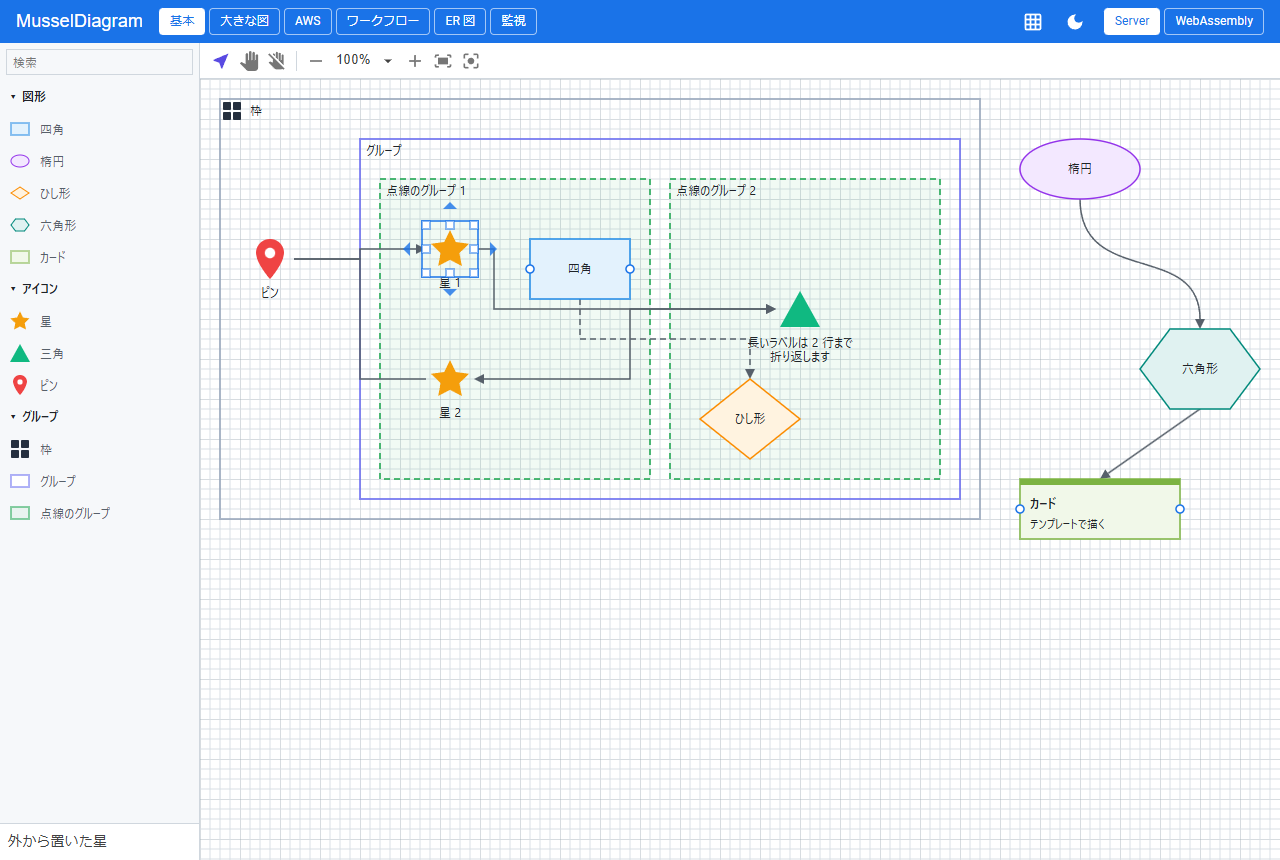 MusselDiagram 基本 大きな図 AWS ワークフロー ER 図 監視 Server WebAssembly
検索
100%
図形
四角
楕円
ひし形
六角形
カード
アイコン
星
三角
ピン
グループ
枠
グループ
点線のグループ
外から置いた星
枠
グループ
点線のグループ 1
点線のグループ 2
ピン
星 1
四角
長いラベルは 2 行まで
折り返します
星 2
ひし形
楕円
六角形
カード
テンプレートで描く